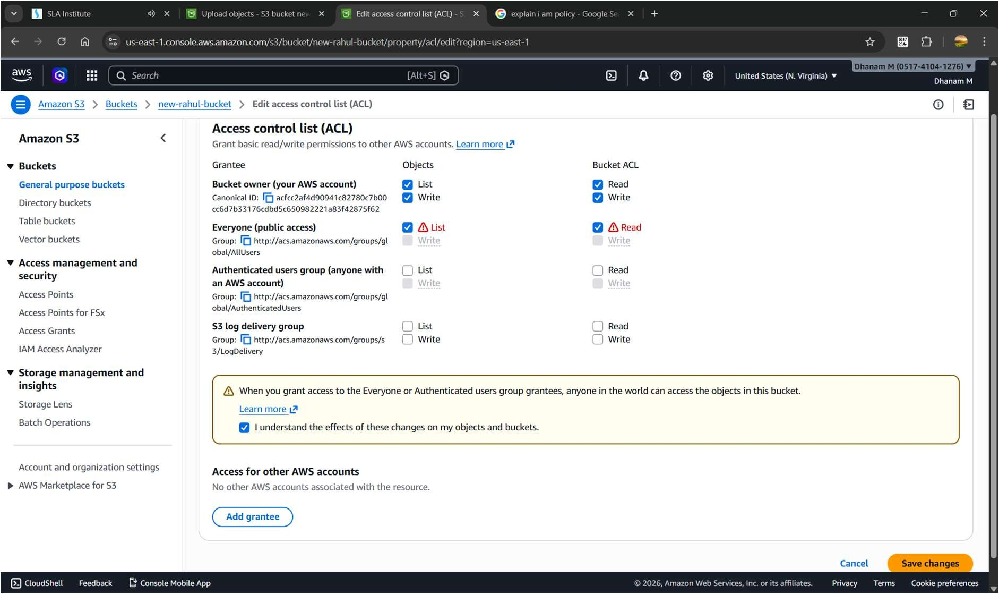 SLA Institute
Upload objects - S3 bucket new
Edit access control list (ACL) - S
explain i am policy - Google Se
us-east-1.console.aws.amazon.com/s3/bucket/new-rahul-bucket/property/acl/edit?region=us-east-1
aws
Search
[Alt+S]
United States (N. Virginia)
Dhanam M (0517-4104-1276)
Dhanam M
Amazon S3
Buckets
new-rahul-bucket
Edit access control list (ACL)
Amazon S3
Buckets
General purpose buckets
Directory buckets
Table buckets
Vector buckets
Access management and
security
Access Points
Access Points for FSx
Access Grants
IAM Access Analyzer
Storage management and
insights
Storage Lens
Batch Operations
Account and organization settings
AWS Marketplace for S3
Access control list (ACL)
Grant basic read/write permissions to other AWS accounts. Learn more
Grantee Objects Bucket ACL
Bucket owner (your AWS account) List Read
Canonical ID: acfcc2af4d90941c82780c7b00 Write Write
cc6d7b33176cdbd5c650982221a83f42875f62
Everyone (public access) List Read
Group: http://acs.amazonaws.com/groups/gl Write Write
obal/AllUsers
Authenticated users group (anyone with List Read
an AWS account) Write Write
Group: http://acs.amazonaws.com/groups/gl
obal/AuthenticatedUsers
S3 log delivery group List Read
Group: http://acs.amazonaws.com/groups/s Write Write
3/LogDelivery
When you grant access to the Everyone or Authenticated users group grantees, anyone in the world can access the objects in this bucket.
Learn more
I understand the effects of these changes on my objects and buckets.
Access for other AWS accounts
No other AWS accounts associated with the resource.
Add grantee
Cancel Save changes
CloudShell Feedback Console Mobile App © 2026, Amazon Web Services, Inc. or its affiliates. Privacy Terms Cookie preferences